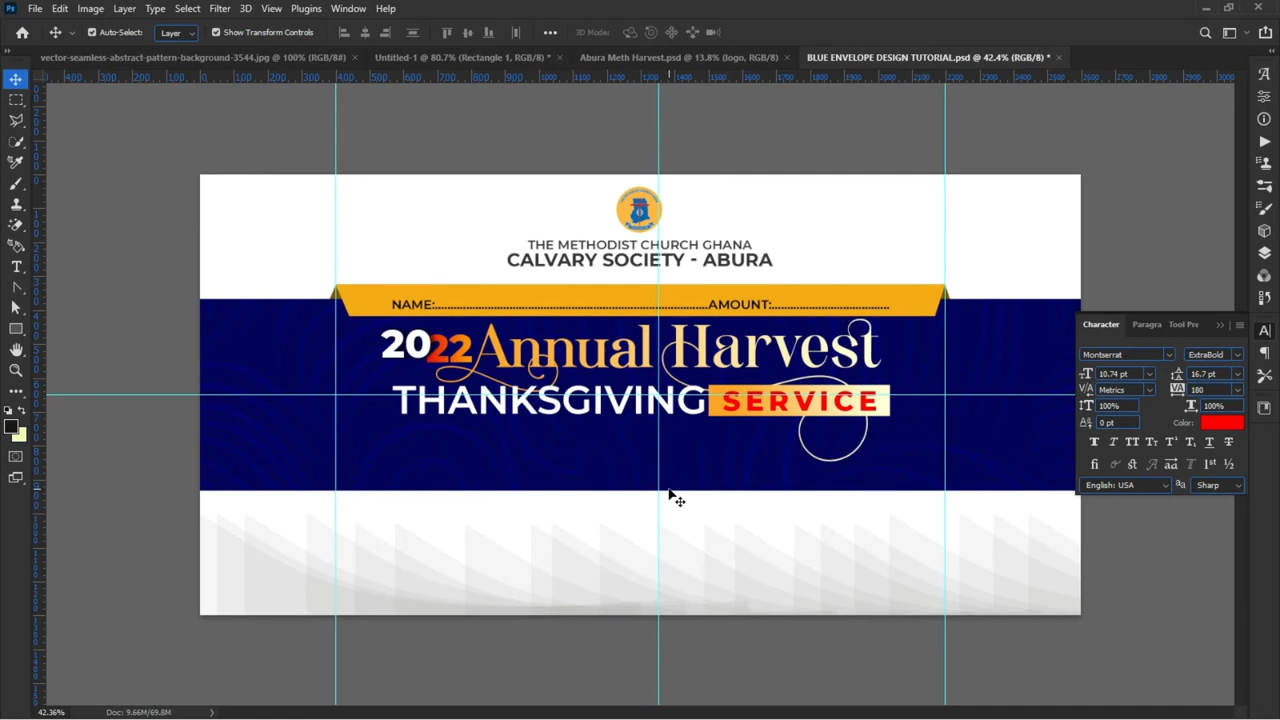 Ps File Edit Image Layer Type Select Filter 3D View Plugins Window Help
Auto-Select: Layer Show Transform Controls 3D Mode:
vector-seamless-abstract-pattern-background-3544.jpg @ 100% (RGB/8#) × Untitled-1 @ 80.7% (Rectangle 1, RGB/8) * × Abura Meth Harvest.psd @ 13.8% (logo, RGB/8) × BLUE ENVELOPE DESIGN TUTORIAL.psd @ 42.4% (RGB/8) * ×
THE METHODIST CHURCH GHANA
CALVARY SOCIETY - ABURA
NAME:..........AMOUNT:..........
2022 Annual Harvest
THANKSGIVING SERVICE
Character Paragra Tool Pre
Montserrat ExtraBold
10.74 pt 16.7 pt
Metrics 180
100% 100%
0 pt Color:
English: USA Sharp
42.36% Doc: 9.66M/69.8M